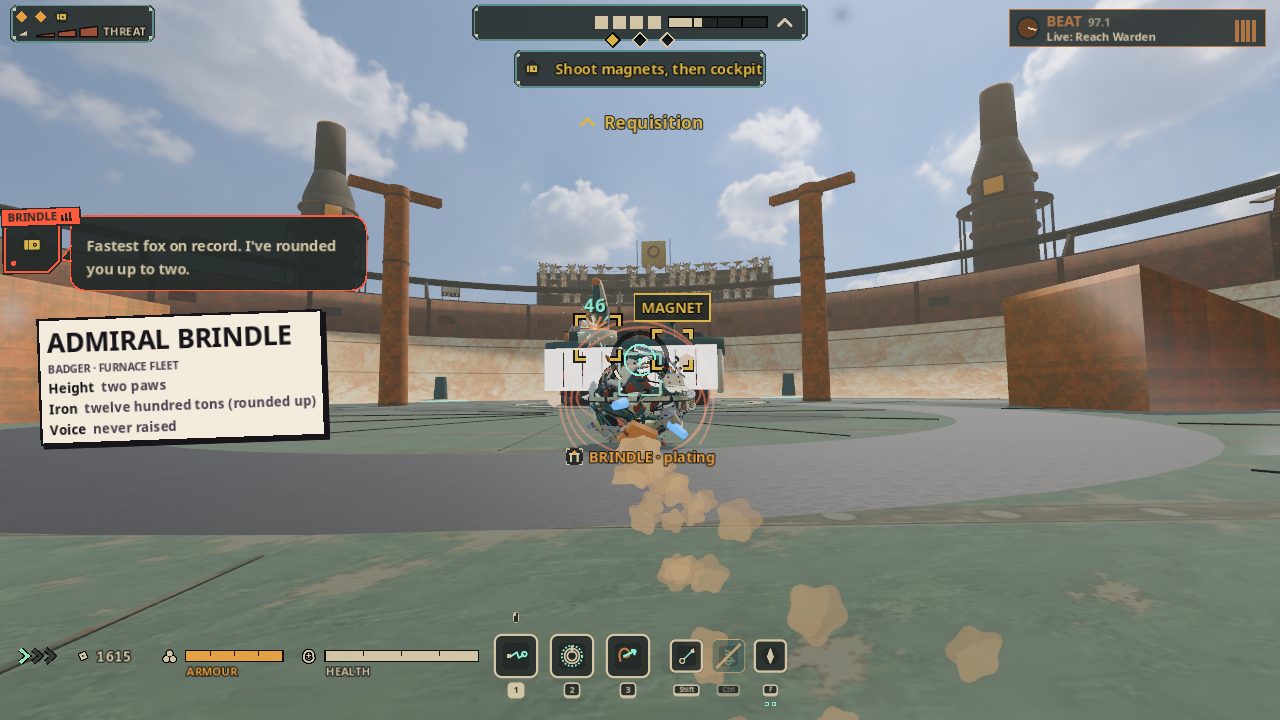 THREAT
BEAT 97.1
Live: Reach Warden
Shoot magnets, then cockpit
Requisition
BRINDLE
Fastest fox on record. I've rounded
you up to two.
46
MAGNET
ADMIRAL BRINDLE
BADGER · FURNACE FLEET
Height two paws
Iron twelve hundred tons (rounded up)
Voice never raised
BRINDLE · plating
1615
ARMOUR
HEALTH
1
2
3
Shift
Ctrl
F